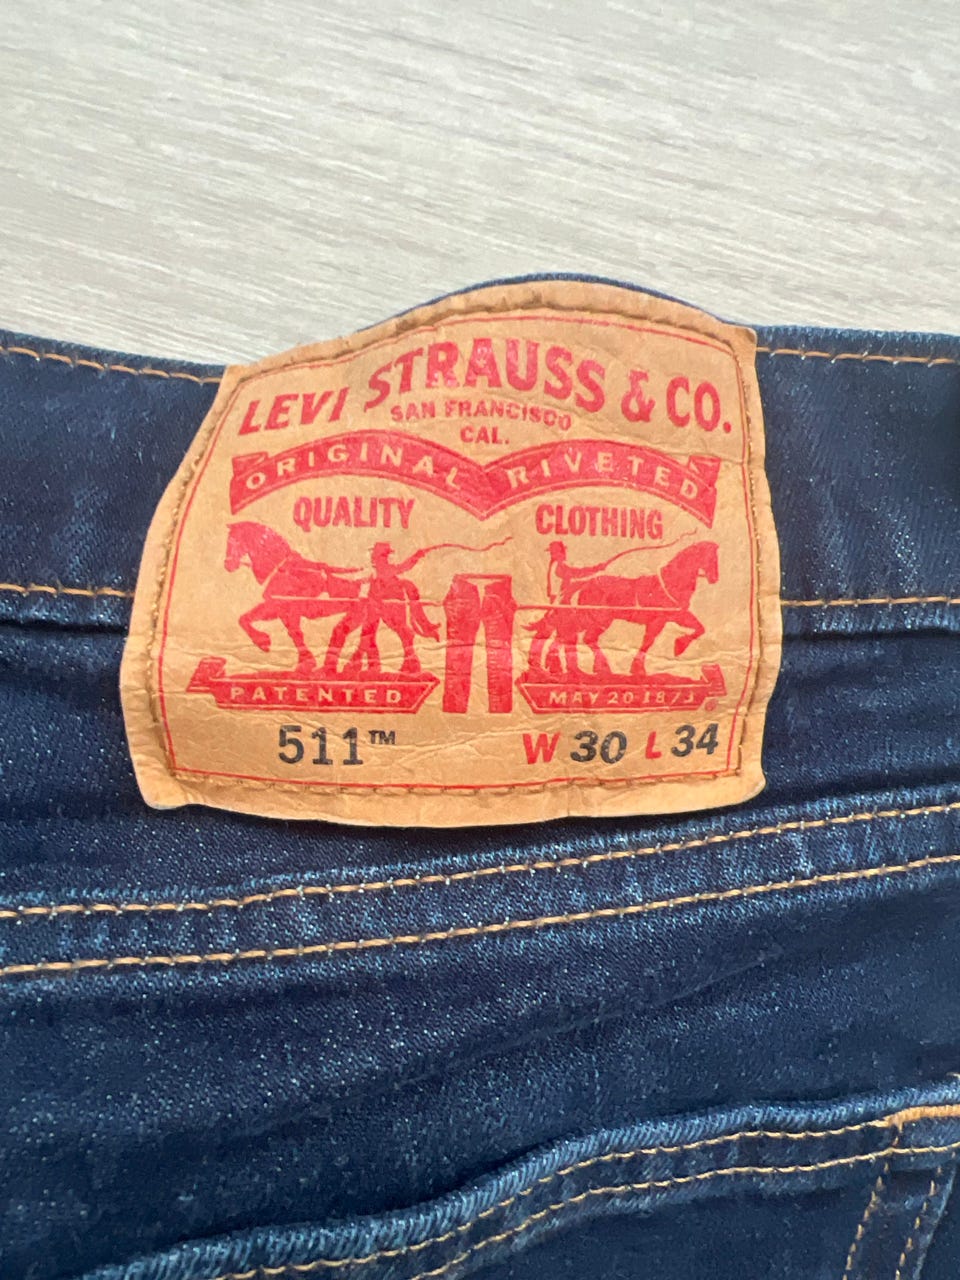 LEVI STRAUSS & CO.
SAN FRANCISCO
CAL.
ORIGINAL RIVETED
QUALITY CLOTHING
PATENTED MAY 20 1873
511™ W 30 L 34